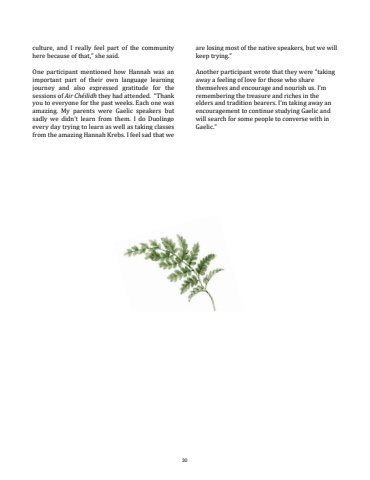 culture, and I really feel part of the community
here because of that," she said.
One participant mentioned how Hannah was an
important part of their own language learning
journey and also expressed gratitude for the
sessions of Air Chéilidh they had attended. "Thank
you to everyone for the past weeks. Each one was
amazing. My parents were Gaelic speakers but
sadly we didn't learn from them. I do Duolingo
every day trying to learn as well as taking classes
from the amazing Hannah Krebs. I feel sad that we
are losing most of the native speakers, but we will
keep trying."
Another participant wrote that they were "taking
away a feeling of love for those who share
themselves and encourage and nourish us. I'm
remembering the treasure and riches in the
elders and tradition bearers. I'm taking away an
encouragement to continue studying Gaelic and
will search for some people to converse with in
Gaelic."
20